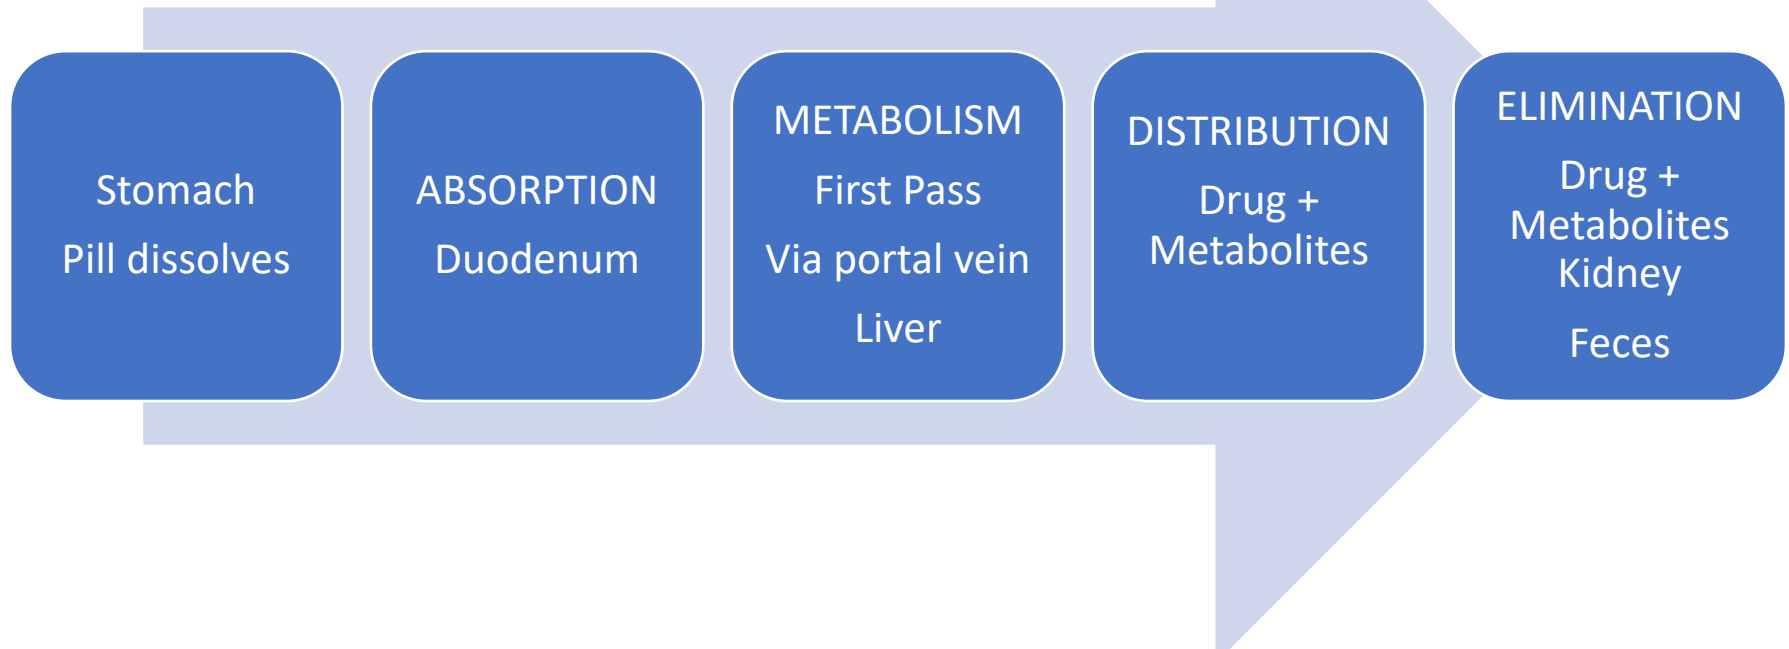 Stomach
Pill dissolves
ABSORPTION
Duodenum
METABOLISM
First Pass
Via portal vein
Liver
DISTRIBUTION
Drug +
Metabolites
ELIMINATION
Drug +
Metabolites
Kidney
Feces